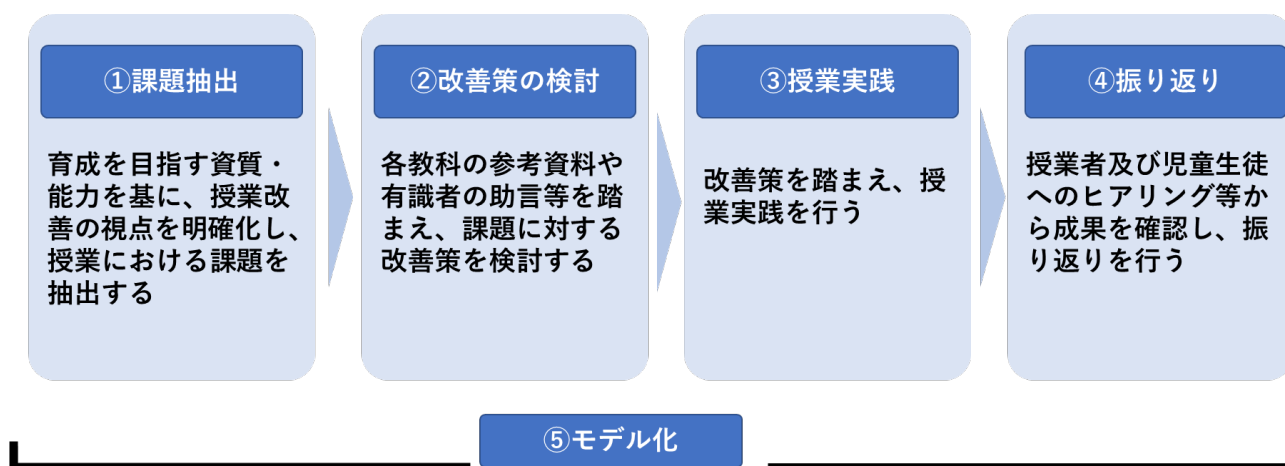 ①課題抽出
育成を目指す資質・
能力を基に、授業改
善の視点を明確化し、
授業における課題を
抽出する
②改善策の検討
各教科の参考資料や
有識者の助言等を踏
まえ、課題に対する
改善策を検討する
③授業実践
改善策を踏まえ、授
業実践を行う
④振り返り
授業者及び児童生徒
へのヒアリング等か
ら成果を確認し、振
り返りを行う
⑤モデル化